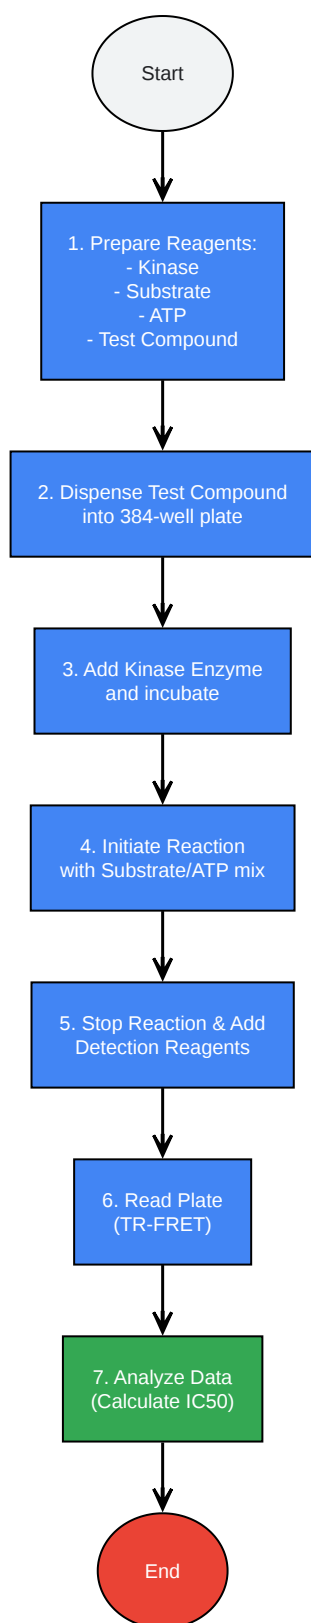 Start
1. Prepare Reagents:
- Kinase
- Substrate
- ATP
- Test Compound
2. Dispense Test Compound
into 384-well plate
3. Add Kinase Enzyme
and incubate
4. Initiate Reaction
with Substrate/ATP mix
5. Stop Reaction & Add
Detection Reagents
6. Read Plate
(TR-FRET)
7. Analyze Data
(Calculate IC50)
End